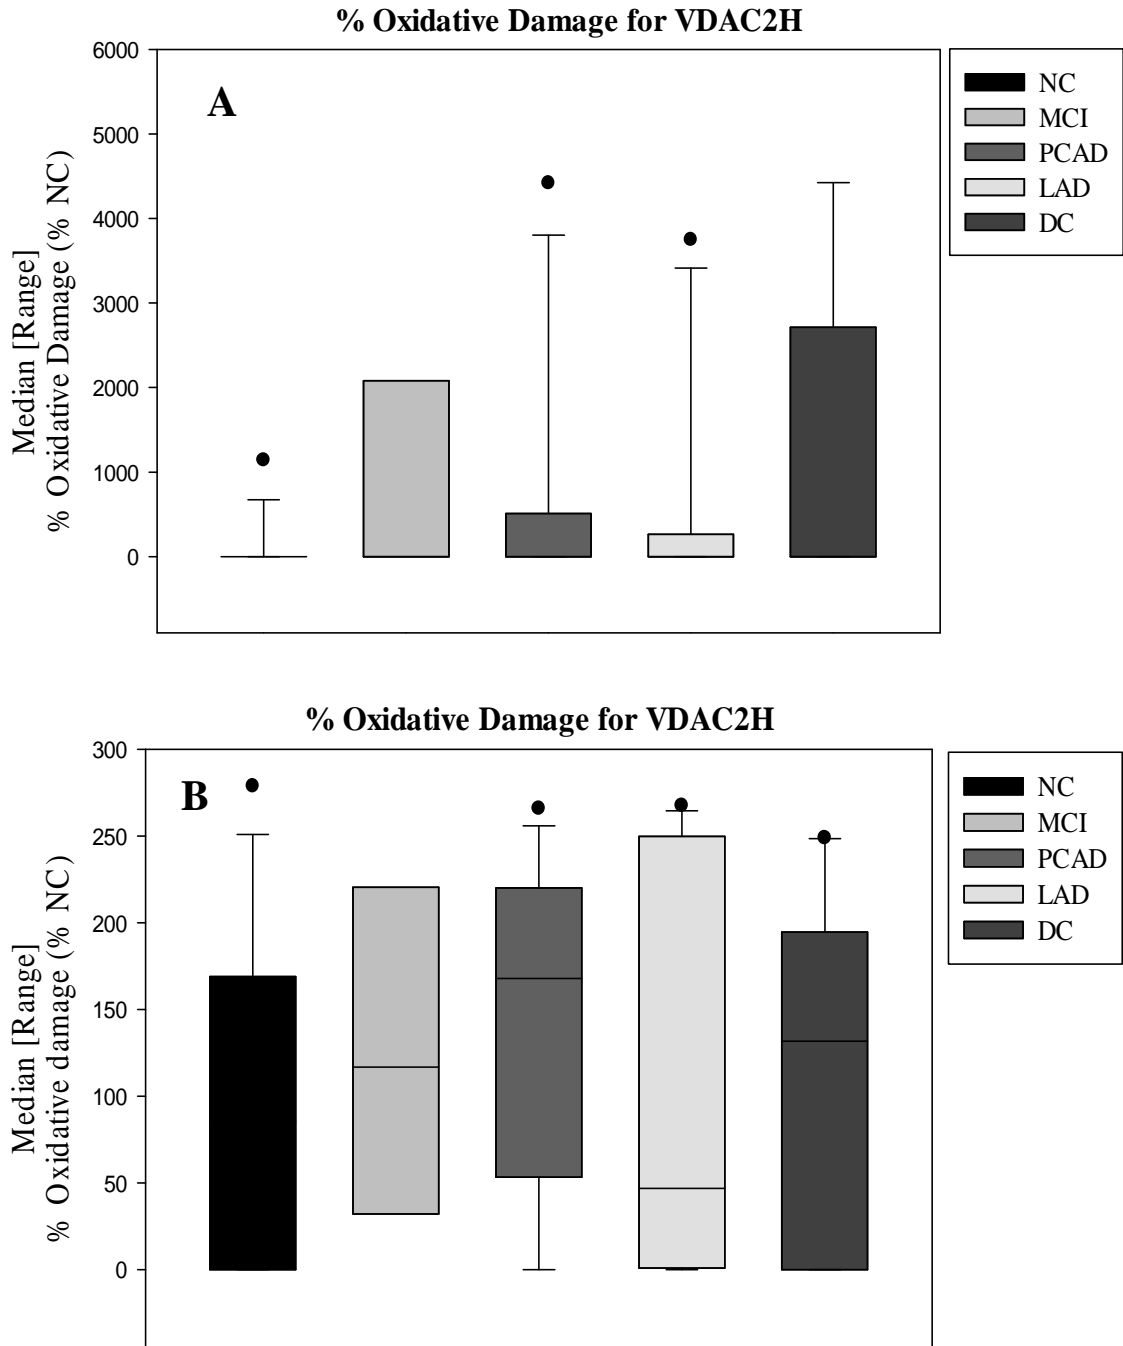 % Oxidative Damage for VDAC2H
A
Median [Range]
% Oxidative Damage (% NC)
6000
5000
4000
3000
2000
1000
0
NC
MCI
PCAD
LAD
DC
% Oxidative Damage for VDAC2H
B
Median [Range]
% Oxidative damage (% NC)
300
250
200
150
100
50
0
NC
MCI
PCAD
LAD
DC